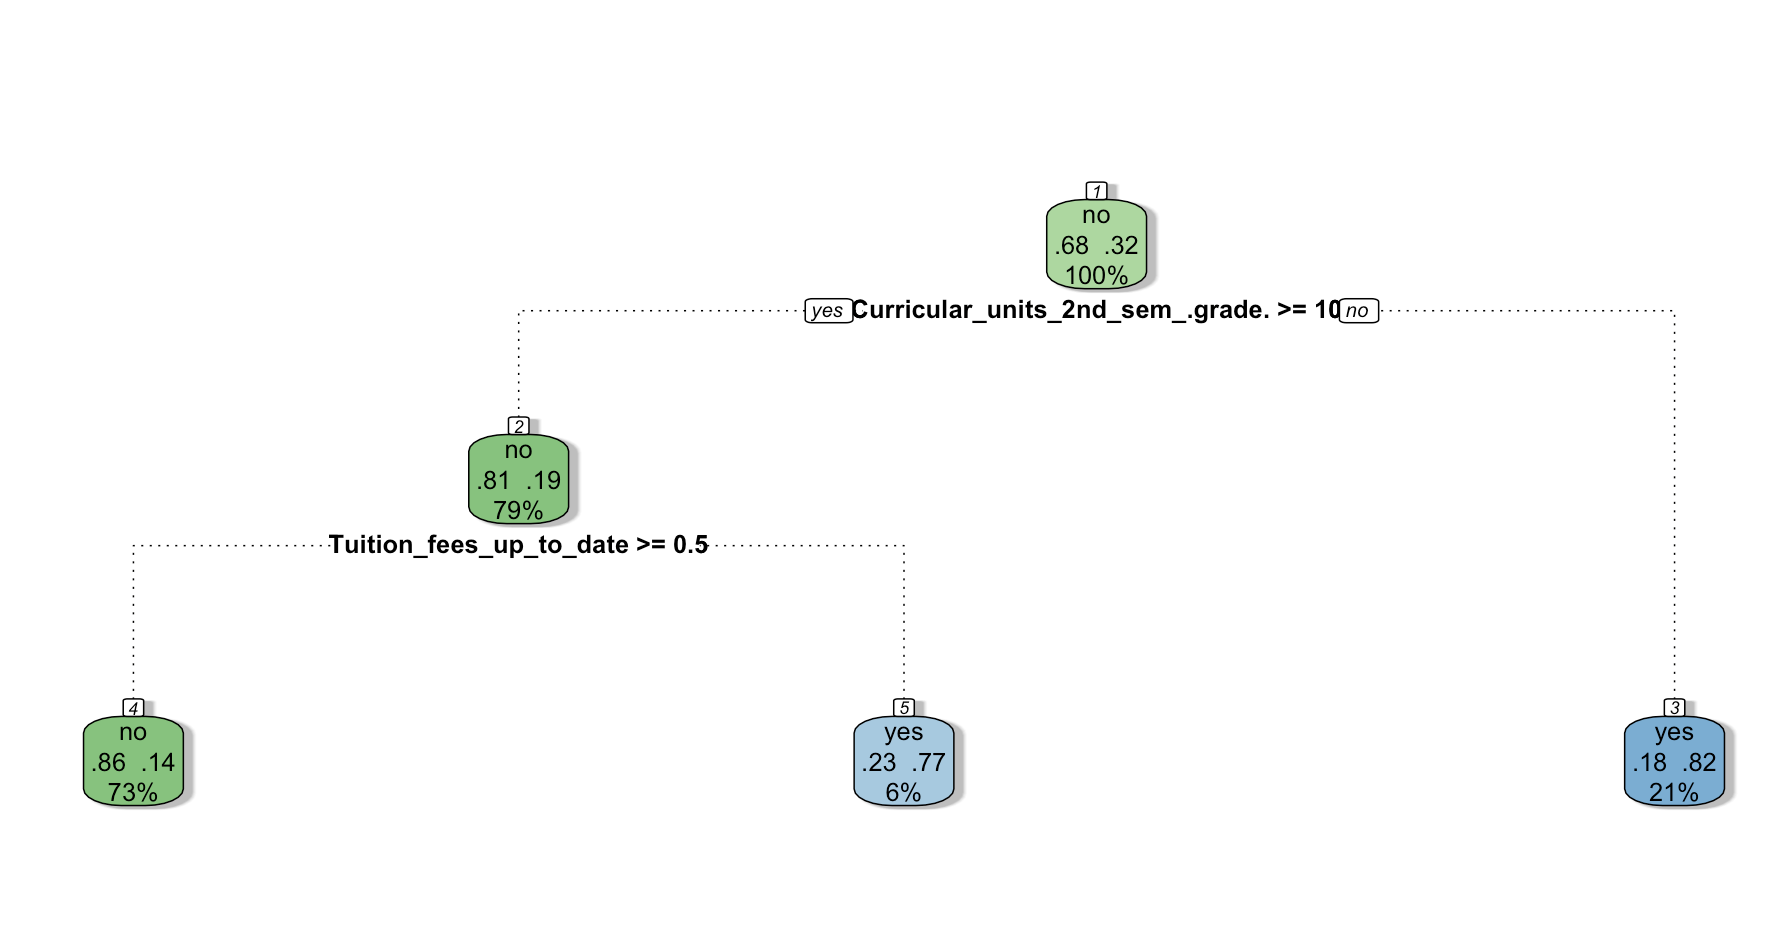 1
no
.68 .32
100%
yes Curricular_units_2nd_sem_.grade. >= 10 no
2
no
.81 .19
79%
Tuition_fees_up_to_date >= 0.5
4
no
.86 .14
73%
5
yes
.23 .77
6%
3
yes
.18 .82
21%